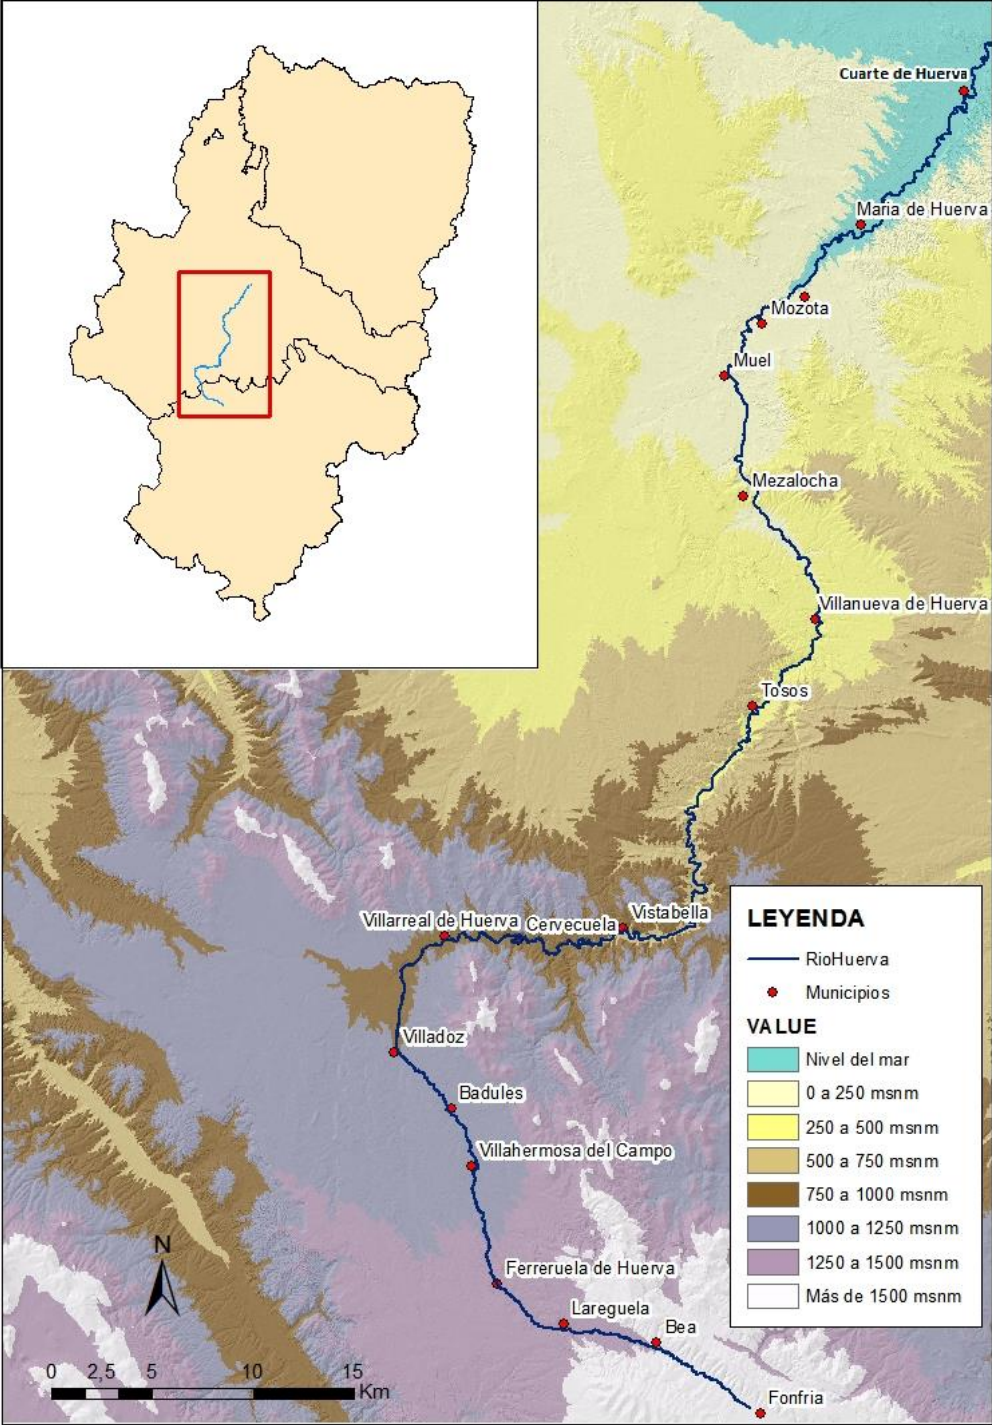 Cuarte de Huerva
Maria de Huerva
Mozota
Muel
Mezalocha
Villanueva de Huerva
Tosos
Vistabella
Cervecuela
Villarreal de Huerva
Villadoz
Badules
Villahermosa del Campo
Ferreruela de Huerva
Lareguela
Bea
Fonfria
LEYENDA
RioHuerva
Municipios
VALUE
Nivel del mar
0 a 250 msnm
250 a 500 msnm
500 a 750 msnm
750 a 1000 msnm
1000 a 1250 msnm
1250 a 1500 msnm
Más de 1500 msnm
N
0 2,5 5 10 15
Km